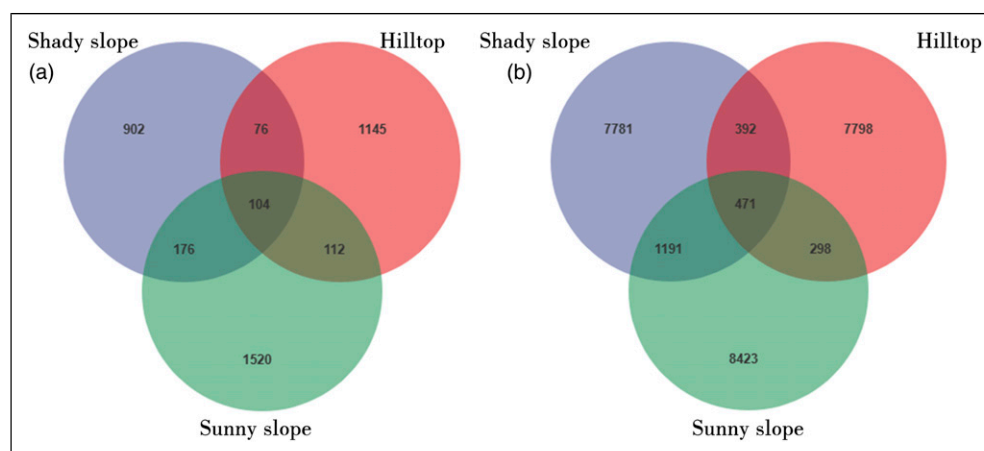 Shady slope
Hilltop
(a)
902
76
1145
104
176
112
1520
Sunny slope
Shady slope
Hilltop
(b)
7781
392
7798
471
1191
298
8423
Sunny slope